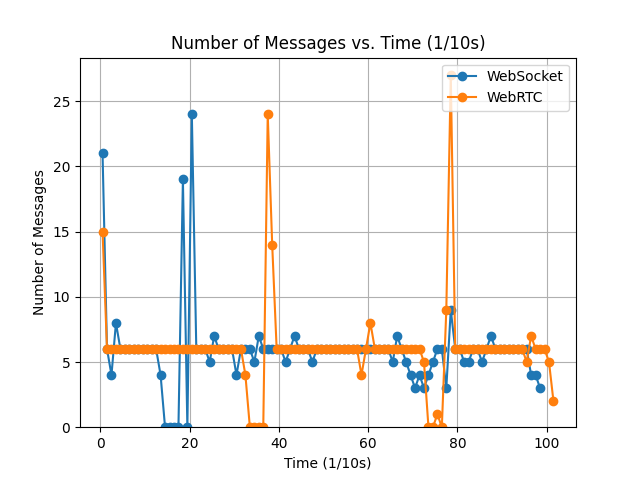 Number of Messages vs. Time (1/10s)
WebSocket
WebRTC
Number of Messages
25
20
15
10
5
0
0 20 40 60 80 100
Time (1/10s)